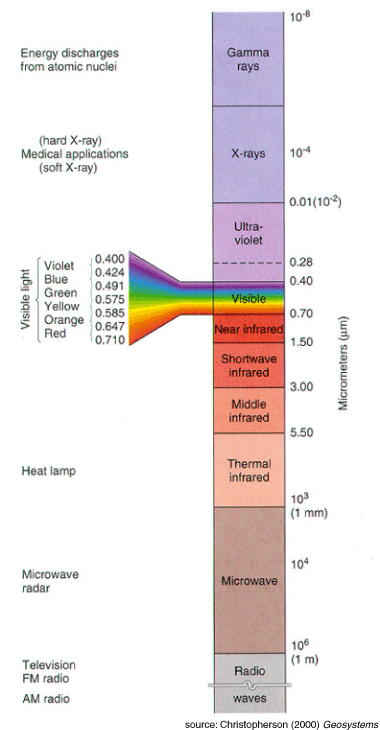 10⁻⁸
Energy discharges
from atomic nuclei
Gamma
rays
(hard X-ray)
Medical applications
(soft X-ray)
X-rays
10⁻⁴
0.01(10⁻²)
Ultra-
violet
0.28
0.40
Visible light
Violet
Blue
Green
Yellow
Orange
Red
0.400
0.424
0.491
0.575
0.585
0.647
0.710
Visible
0.70
Near infrared
1.50
Shortwave
infrared
3.00
Middle
infrared
5.50
Micrometers (μm)
Heat lamp
Thermal
infrared
10³
(1 mm)
10⁴
Microwave
radar
Microwave
10⁶
(1 m)
Television
FM radio
AM radio
Radio
waves
source: Christopherson (2000) Geosystems